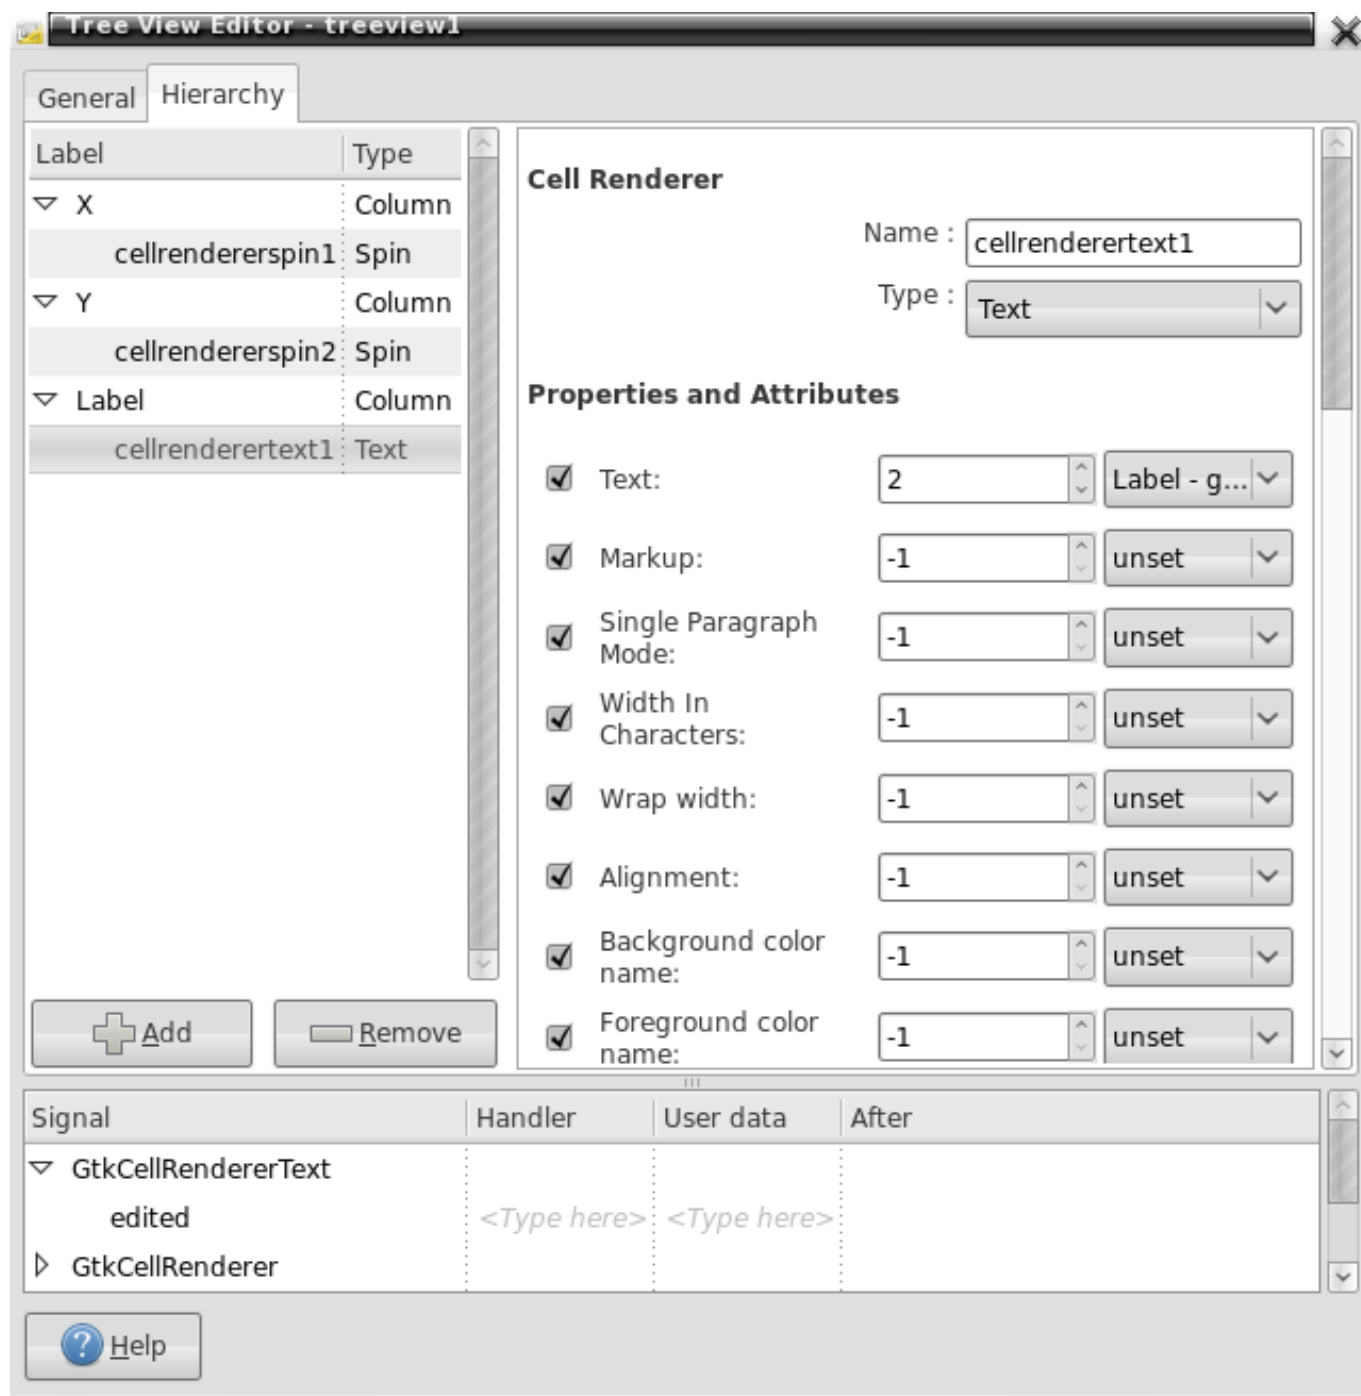 Tree View Editor - treeview1
General Hierarchy
Label Type
X Column
cellrendererspin1 Spin
Y Column
cellrendererspin2 Spin
Label Column
cellrenderertext1 Text
Add Remove
Cell Renderer
Name : cellrenderertext1
Type : Text
Properties and Attributes
Text: 2 Label - g...
Markup: -1 unset
Single Paragraph
Mode: -1 unset
Width In
Characters: -1 unset
Wrap width: -1 unset
Alignment: -1 unset
Background color
name: -1 unset
Foreground color
name: -1 unset
Signal Handler User data After
GtkCellRendererText
edited <Type here> <Type here>
GtkCellRenderer
Help